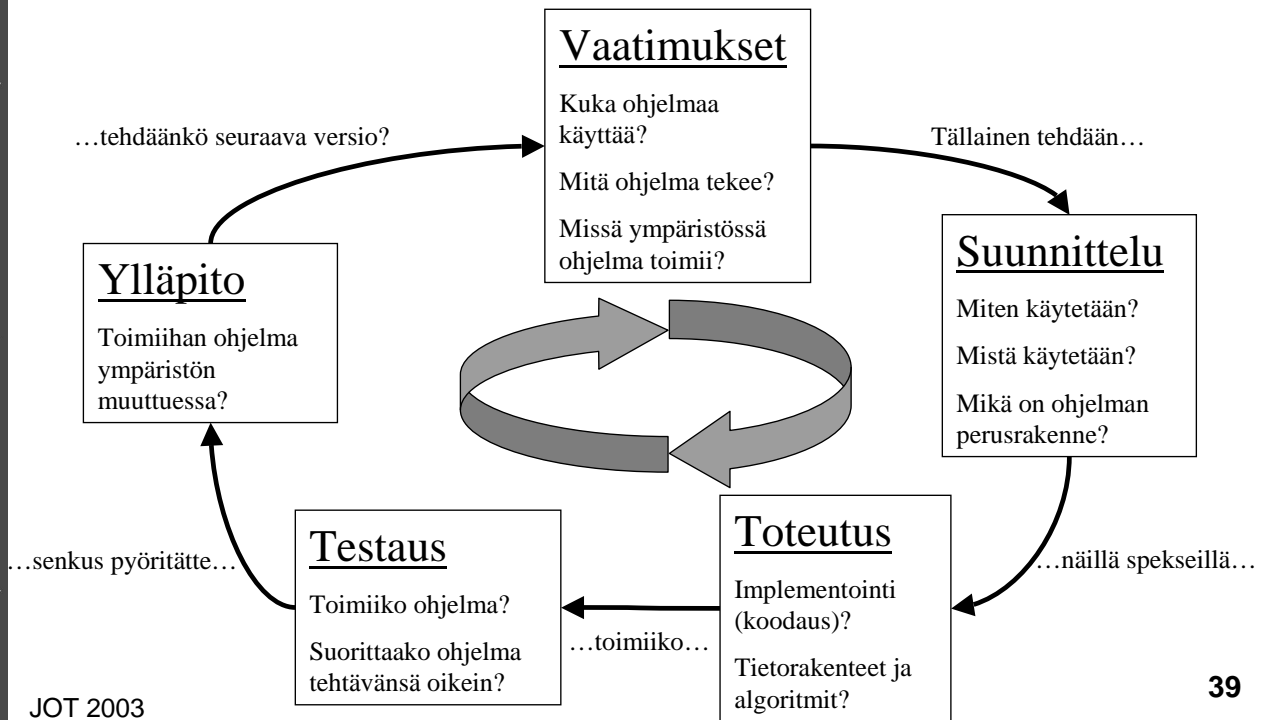 Vaatimukset
Kuka ohjelmaa
käyttää?
Mitä ohjelma tekee?
Missä ympäristössä
ohjelma toimii?
Tällainen tehdään…
Suunnittelu
Miten käytetään?
Mistä käytetään?
Mikä on ohjelman
perusrakenne?
…näillä spekseillä…
Toteutus
Implementointi
(koodaus)?
Tietorakenteet ja
algoritmit?
…toimiiko…
Testaus
Toimiiko ohjelma?
Suorittaako ohjelma
tehtävänsä oikein?
…senkus pyöritätte…
Ylläpito
Toimiihan ohjelma
ympäristön
muuttuessa?
…tehdäänkö seuraava versio?
JOT 2003
39